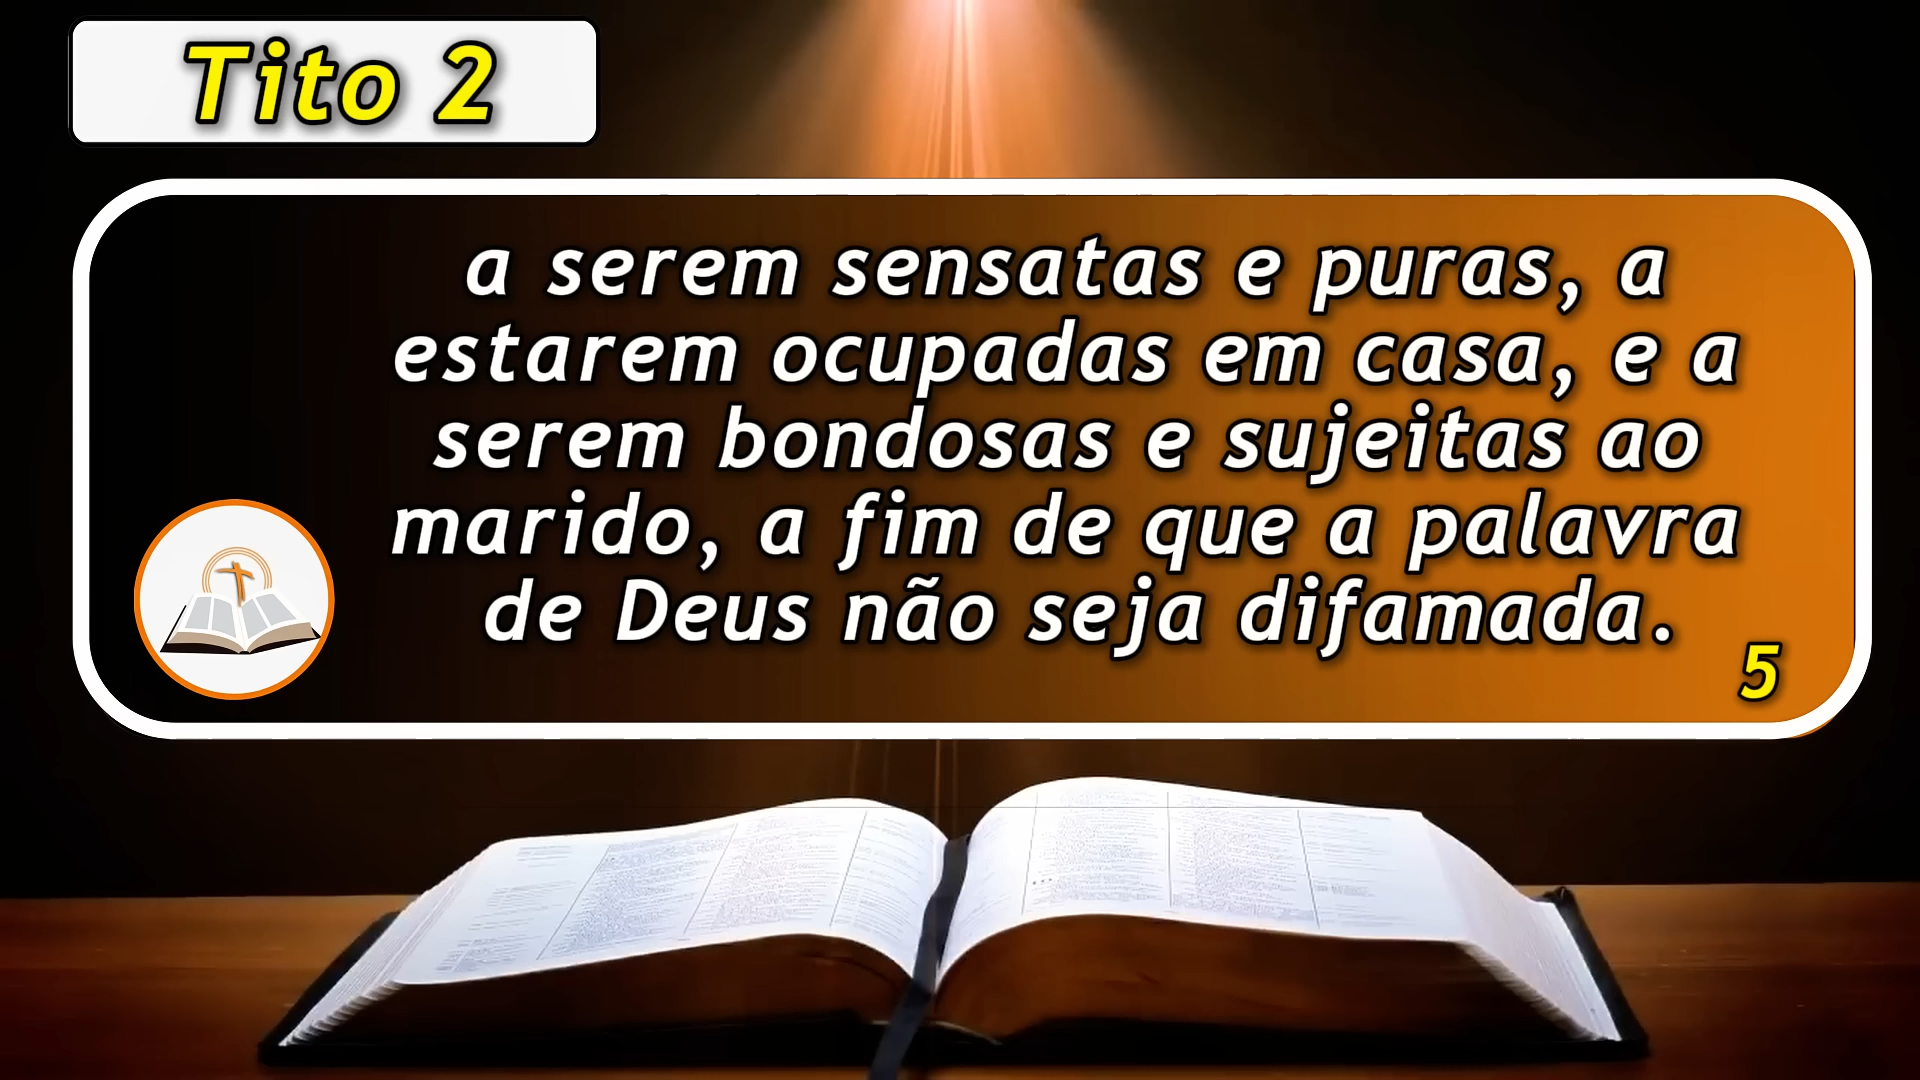 Tito 2
a serem sensatas e puras, a
estarem ocupadas em casa, e a
serem bondosas e sujeitas ao
marido, a fim de que a palavra
de Deus não seja difamada.
5